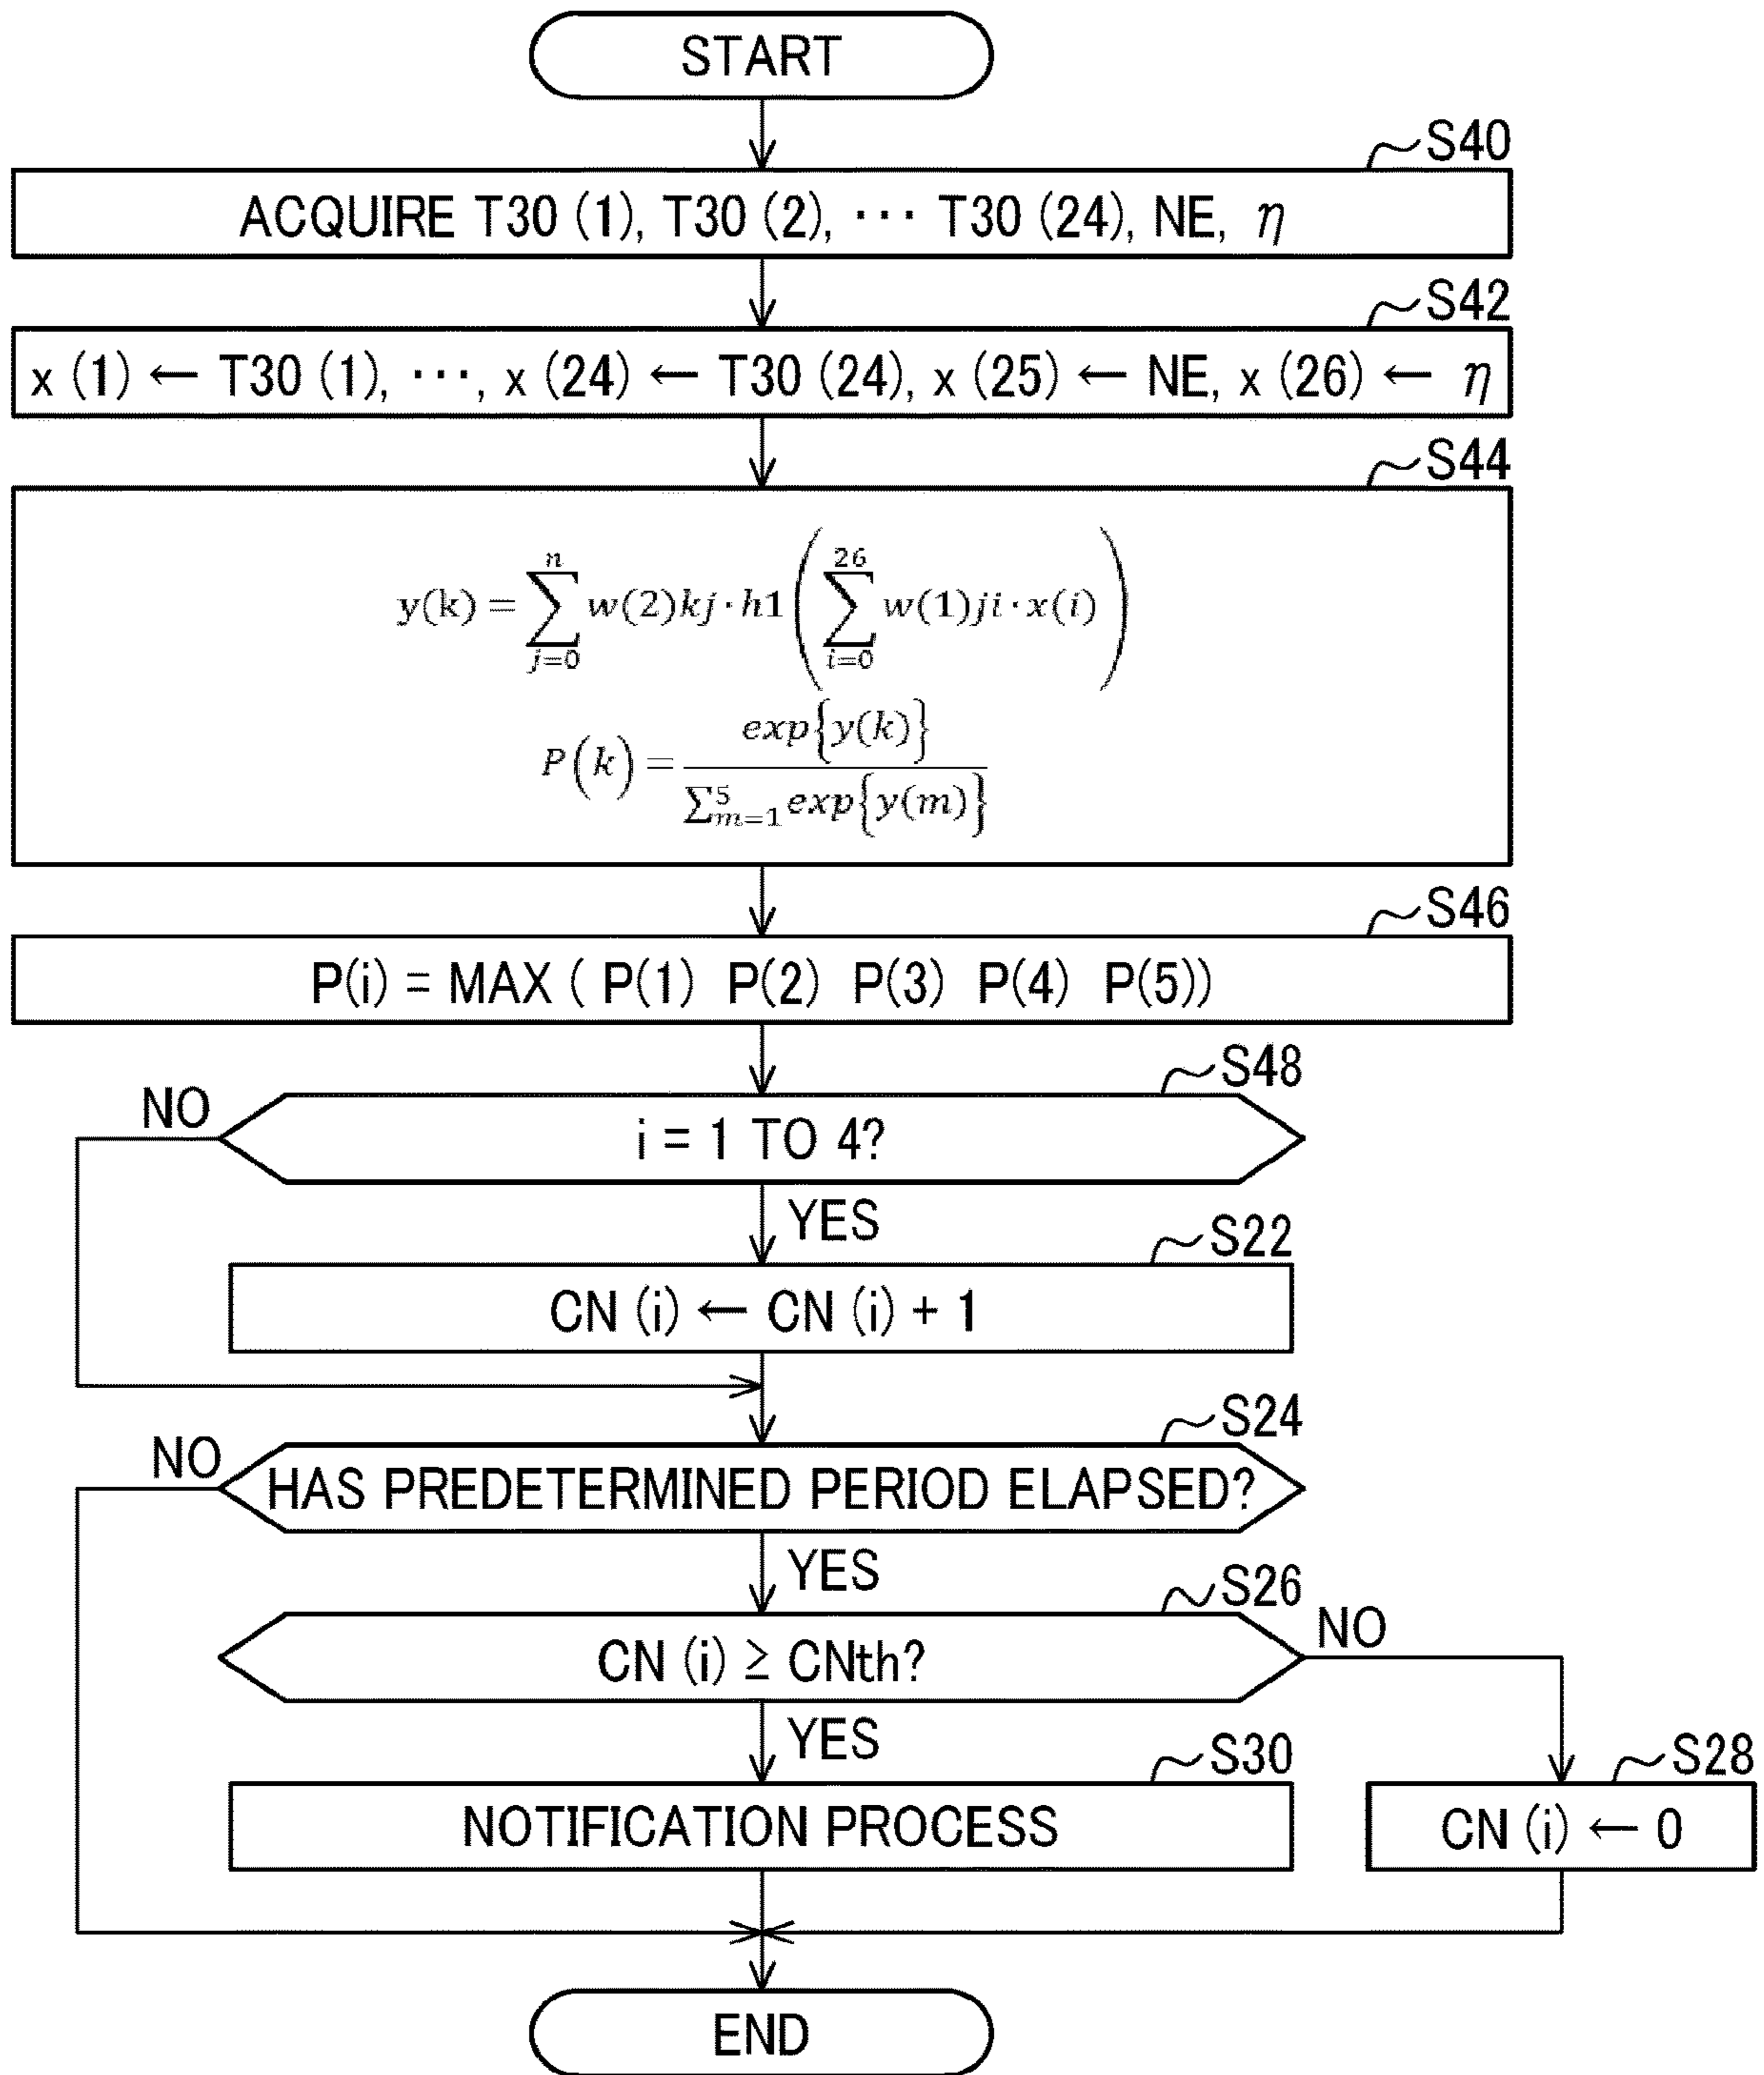 START
S40
ACQUIRE T30 (1), T30 (2), ··· T30 (24), NE, η
S42
x (1) ← T30 (1), ···, x (24) ← T30 (24), x (25) ← NE, x (26) ← η
S44
y(k) = ∑_{j=0}^{n} w(2)kj · h1(∑_{i=0}^{26} w(1)ji · x(i))
P(k) = exp{y(k)} / ∑_{m=1}^{5} exp{y(m)}
S46
P(i) = MAX ( P(1) P(2) P(3) P(4) P(5))
S48
NO
i = 1 TO 4?
YES
S22
CN (i) ← CN (i) + 1
S24
NO
HAS PREDETERMINED PERIOD ELAPSED?
YES
S26
NO
CN (i) ≥ CNth?
YES
S30
S28
NOTIFICATION PROCESS
CN (i) ← 0
END